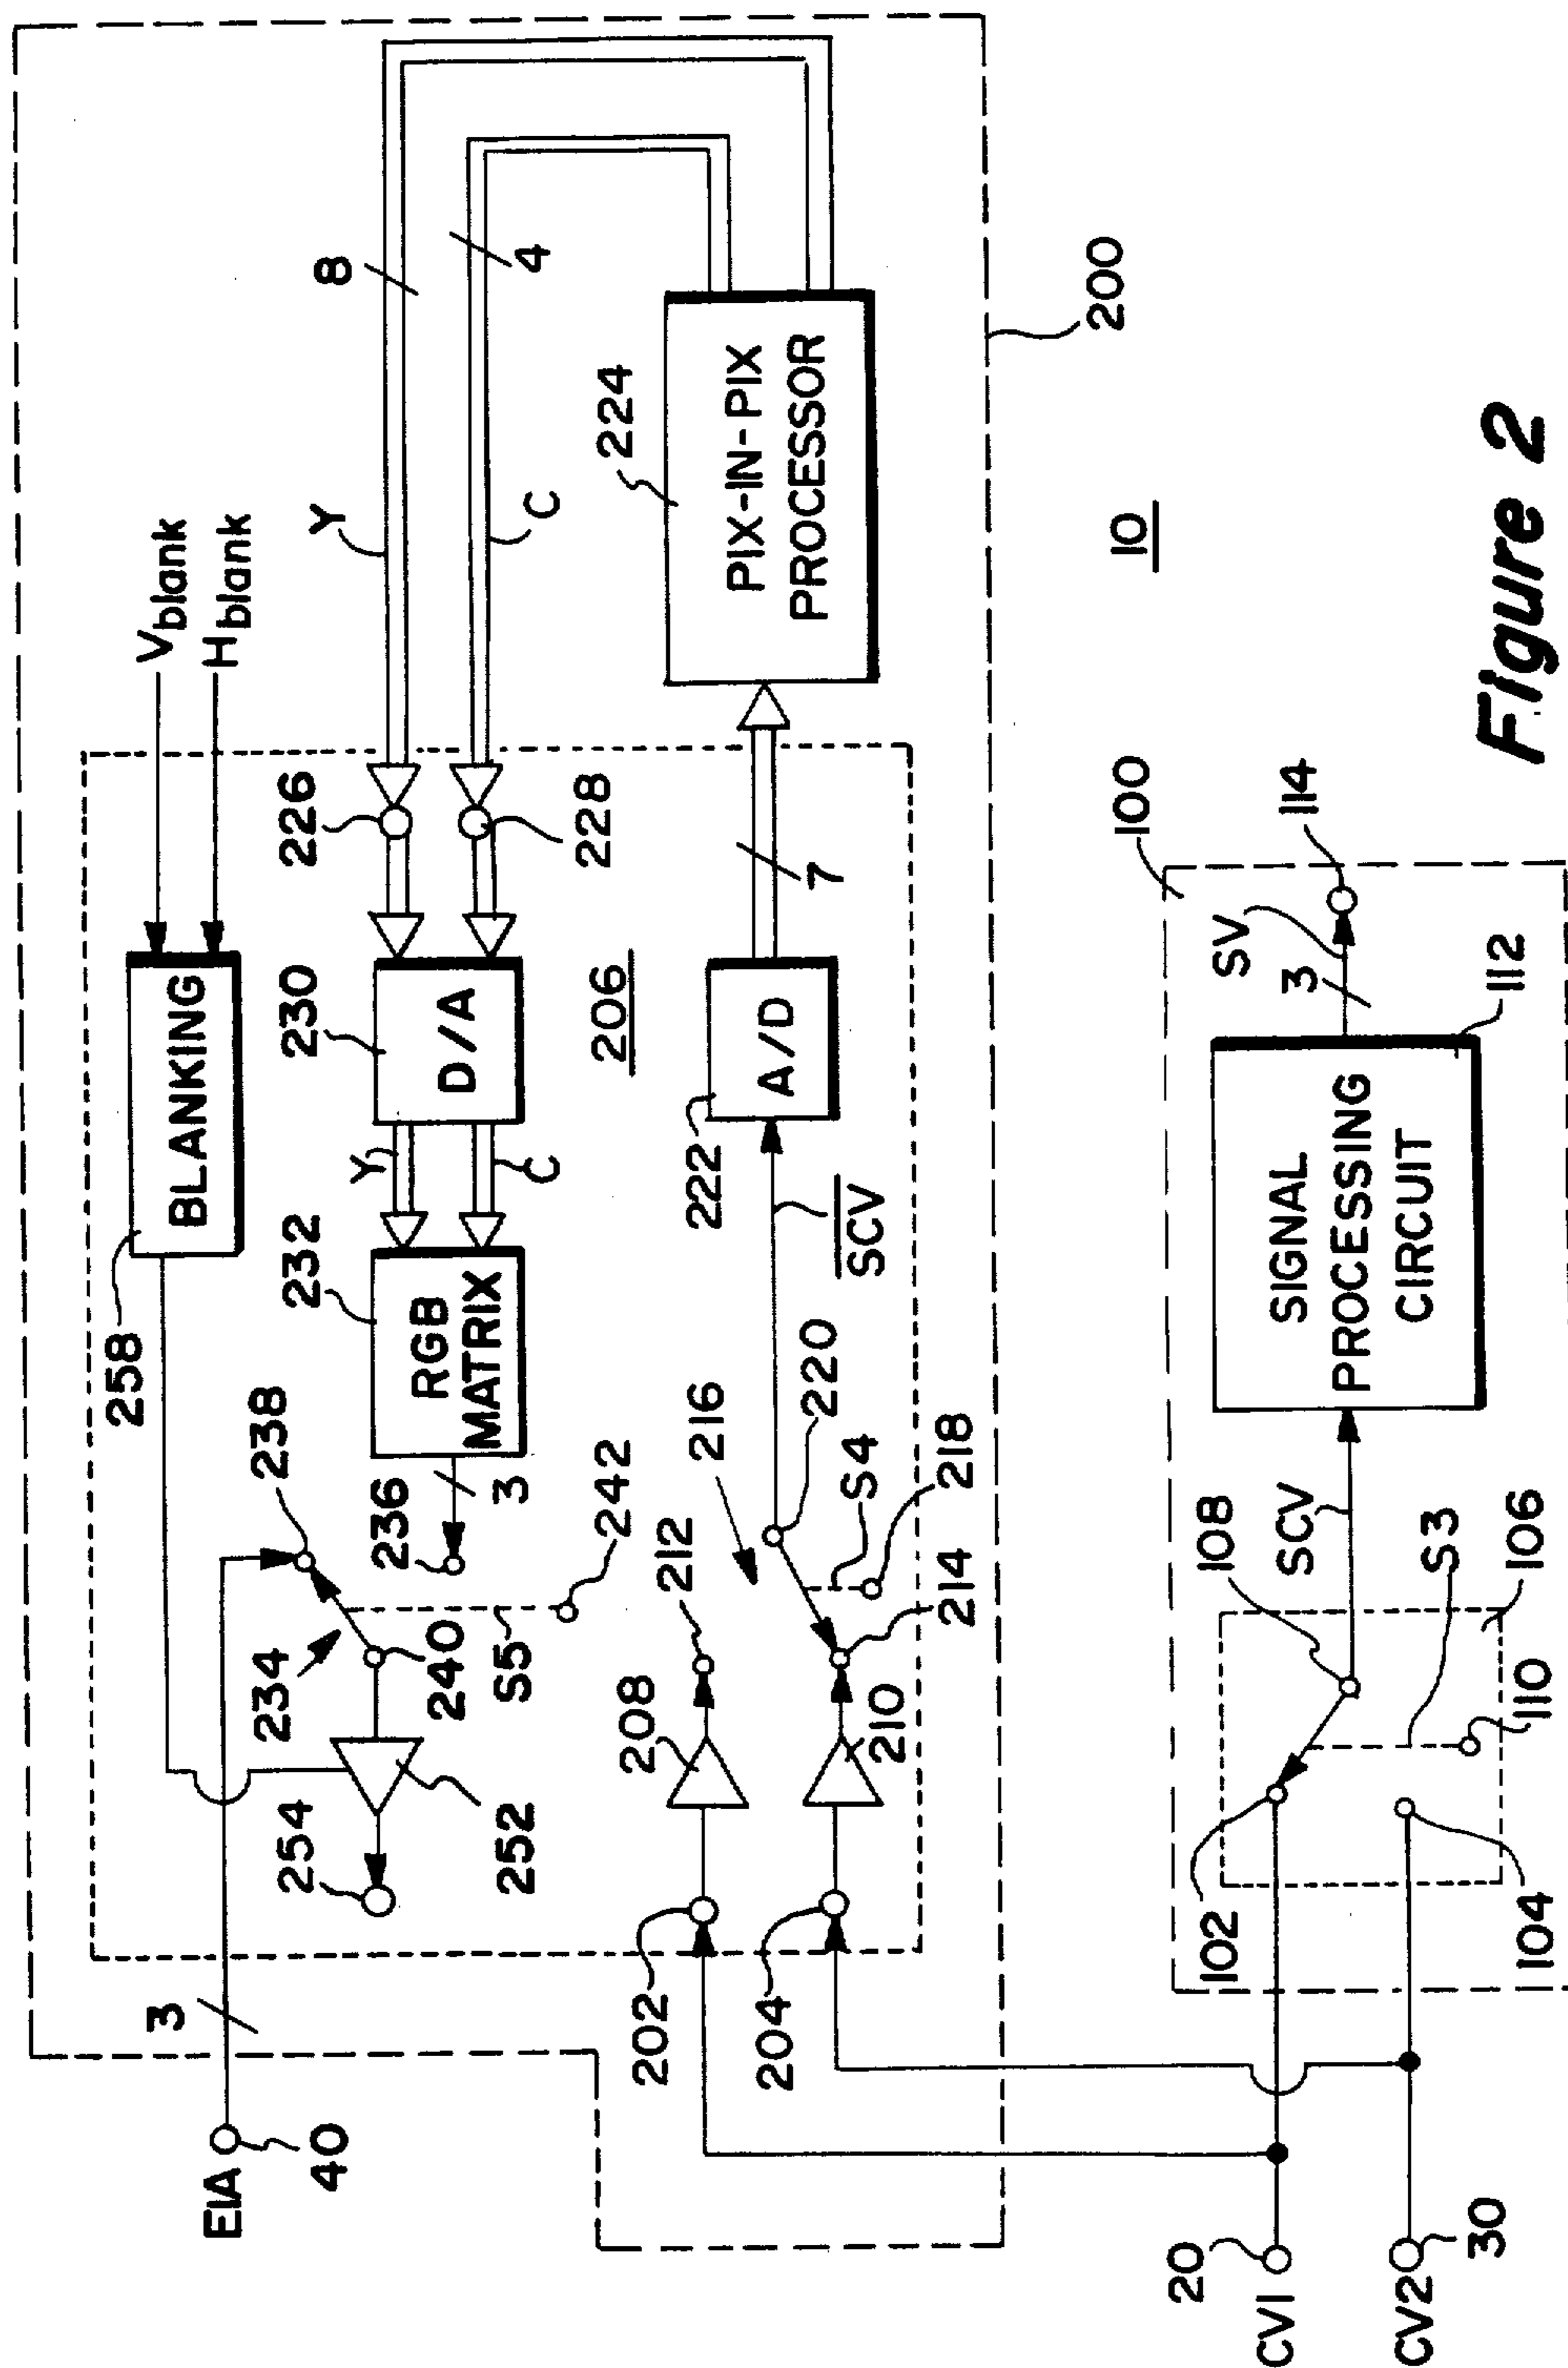 EIA
40
3
254
252
234
240
238
S5
242
236
3
258
BLANKING
Vblank
Hblank
232
RGB
MATRIX
Y
C
230
D/A
226
228
206
Y
C
8
4
224
PIX-IN-PIX
PROCESSOR
200
202
204
208
210
212
214
216
S4
218
220
SCV
222
A/D
7
CV1
20
CV2
30
102
104
108
110
S3
106
SCV
SIGNAL
PROCESSING
CIRCUIT
112
3
SV
100
114
10
Figure 2